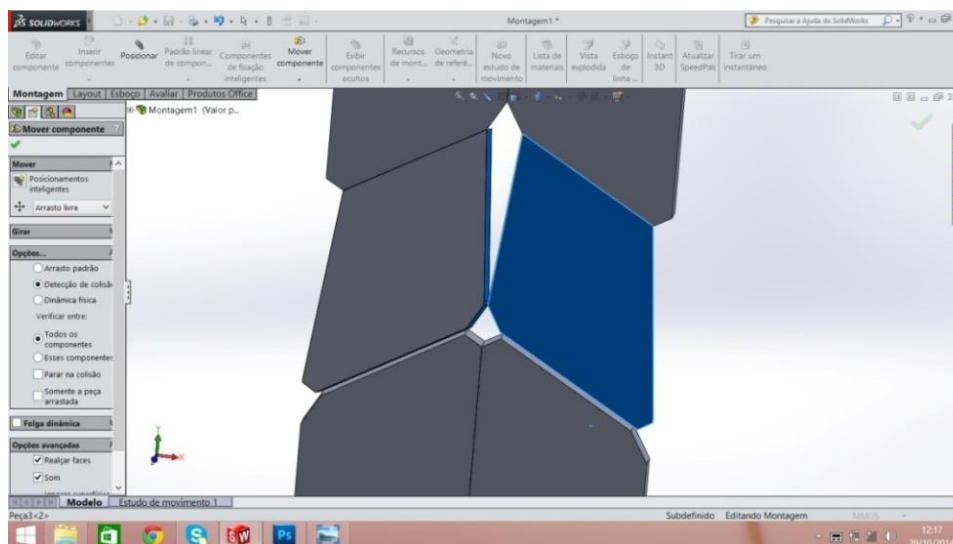 SOLIDWORKS
Montagem1 *
Pesquisar a Ajuda do SolidWorks
Editar componente
Inserir componentes
Posicionar
Padrão linear de compon...
Componentes de fixação inteligentes
Mover componente
Exibir componentes ocultos
Recursos de mont...
Geometria de referê...
Novo estudo de movimento
Lista de materiais
Vista explodida
Esboço de linha ...
Instant 3D
Atualizar SpeedPak
Tirar um instantâneo
Montagem Layout Esboço Avaliar Produtos Office
Montagem1 (Valor p...
Mover componente ?
Mover
Posicionamentos inteligentes
Arrasto livre
Girar
Opções...
Arrasto padrão
Detecção de colisã
Dinâmica física
Verificar entre:
Todos os componentes
Esses componentes
Parar na colisão
Somente a peça arrastada
Folga dinâmica
Opções avançadas
Realçar faces
Som
Modelo Estudo de movimento 1
Peça3<2>
Subdefinido Editando Montagem MMGS
12:17
29/10/2014